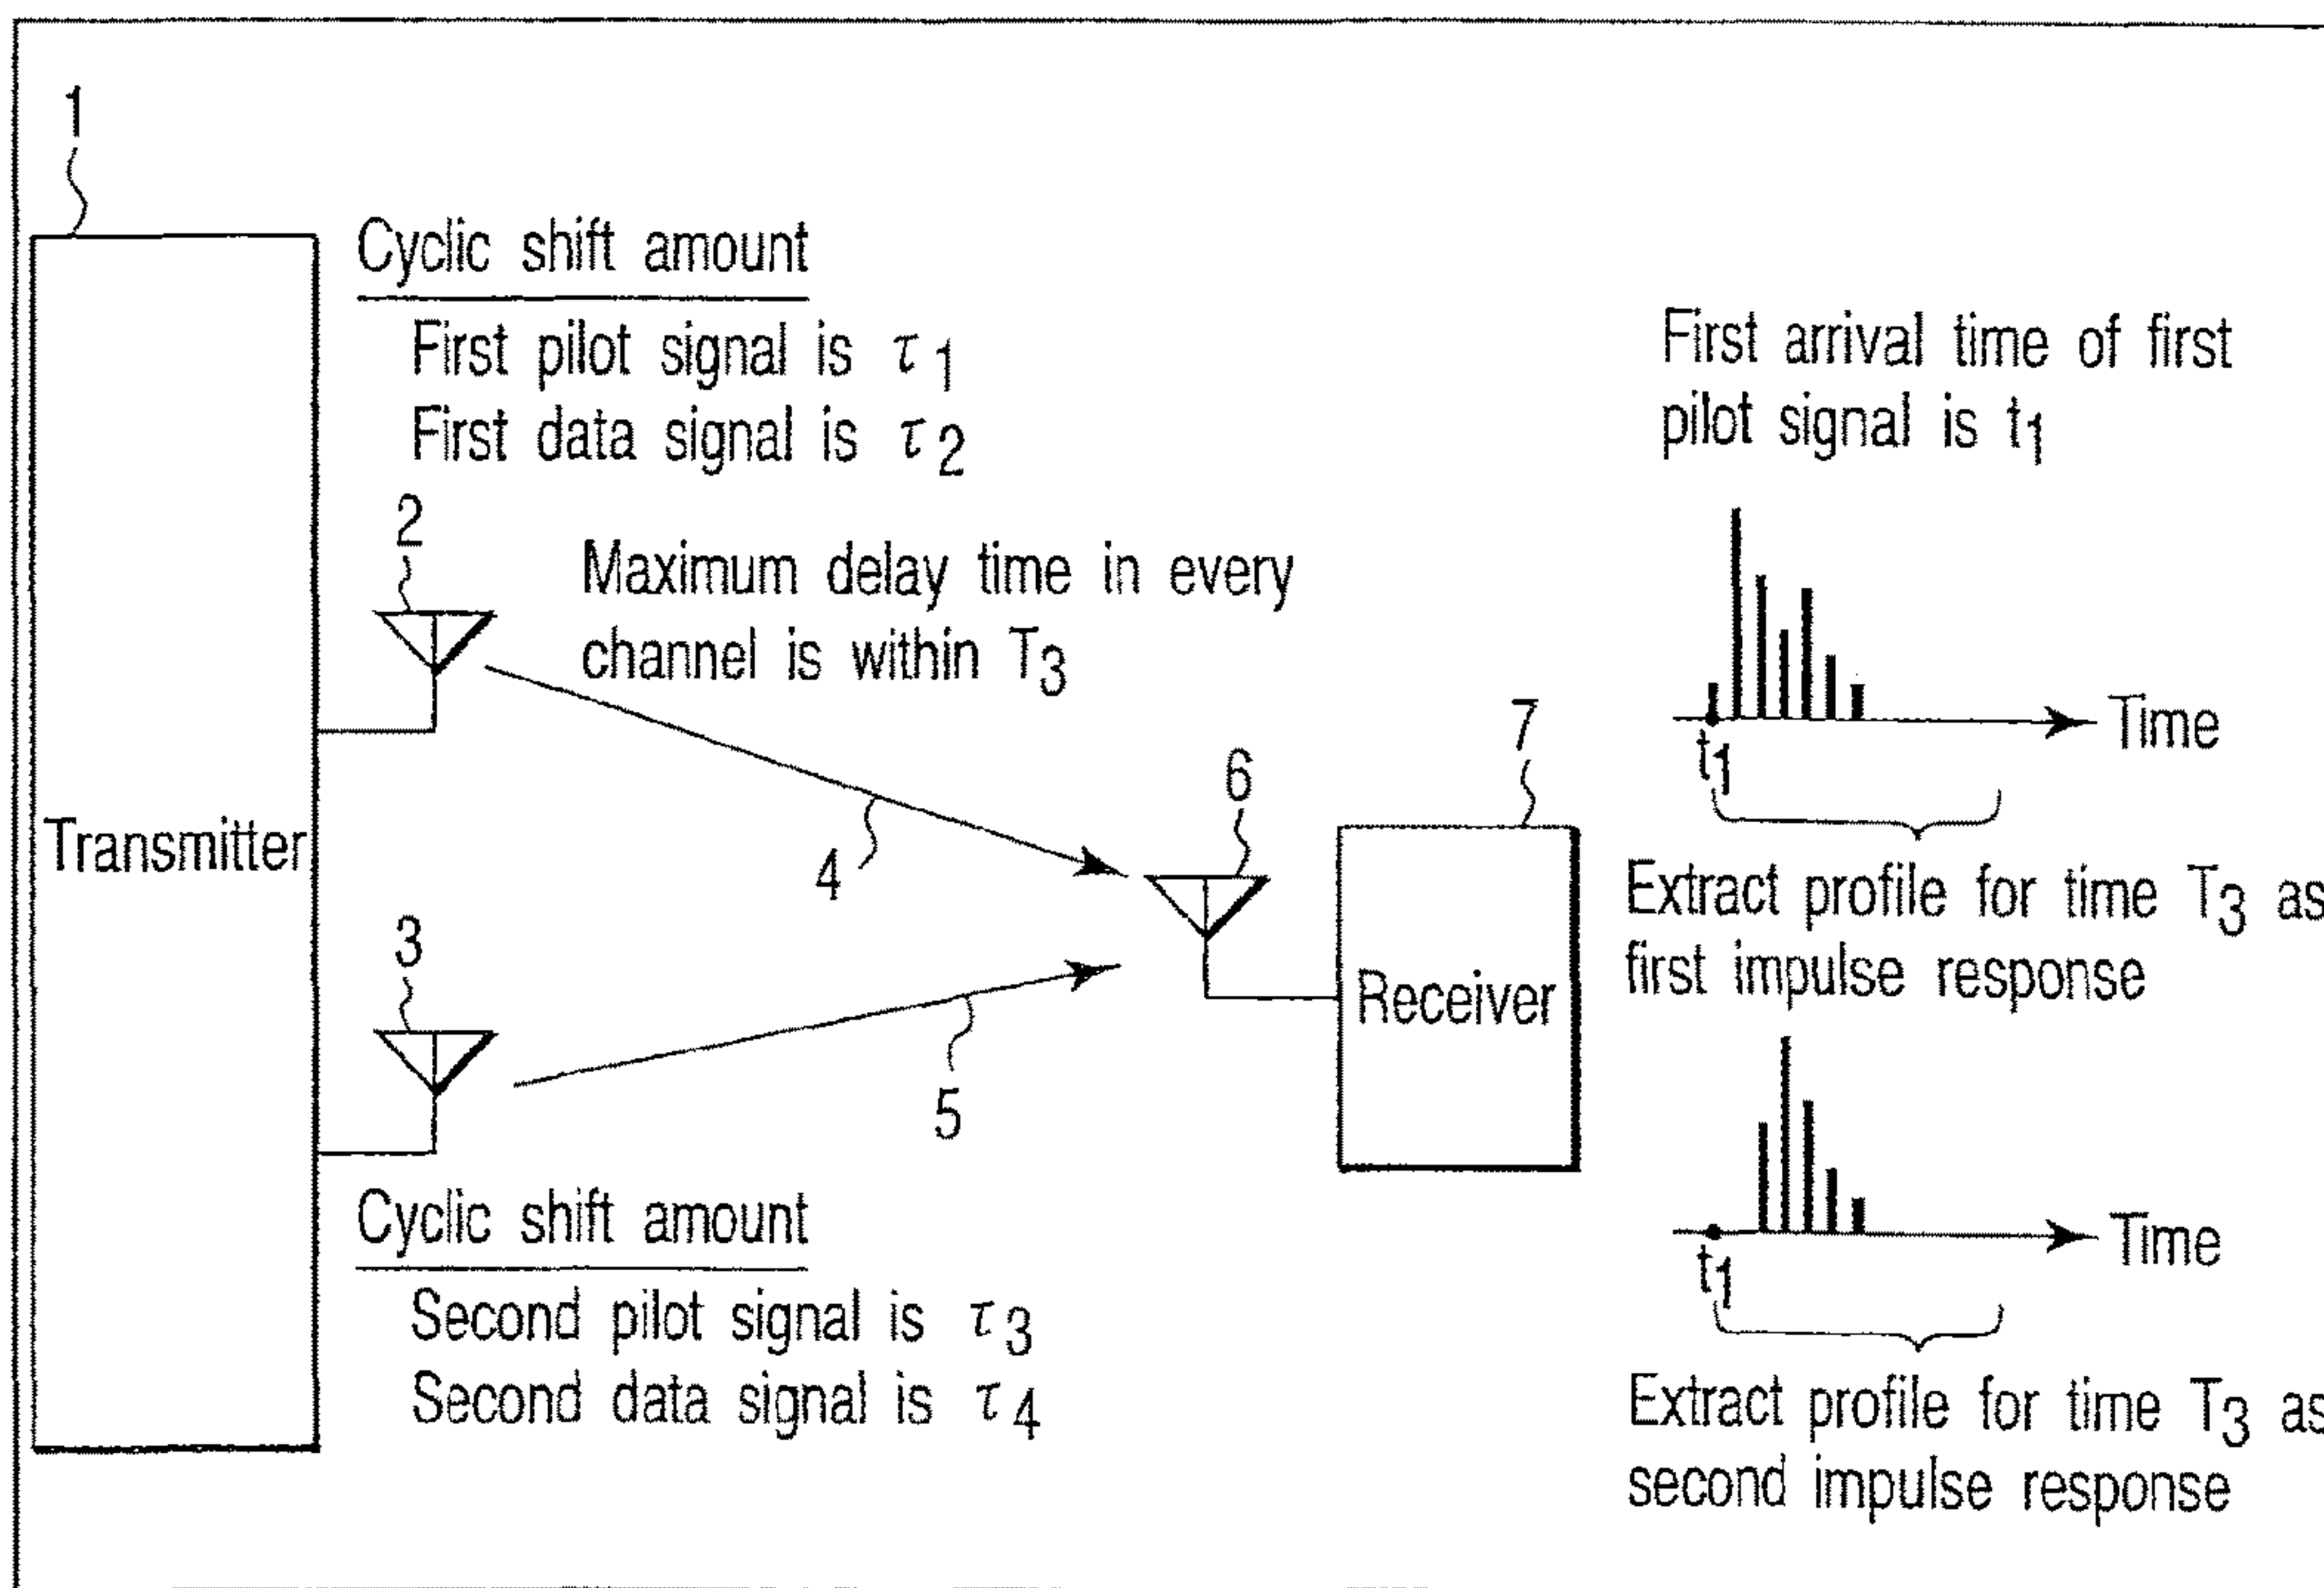 1
Cyclic shift amount
First pilot signal is τ1
First data signal is τ2
First arrival time of first
pilot signal is t1
2
Maximum delay time in every
channel is within T3
Time
t1
7
6
Transmitter
4
Extract profile for time T3 as
first impulse response
3
Receiver
5
Time
t1
Cyclic shift amount
Second pilot signal is τ3
Second data signal is τ4
Extract profile for time T3 as
second impulse response